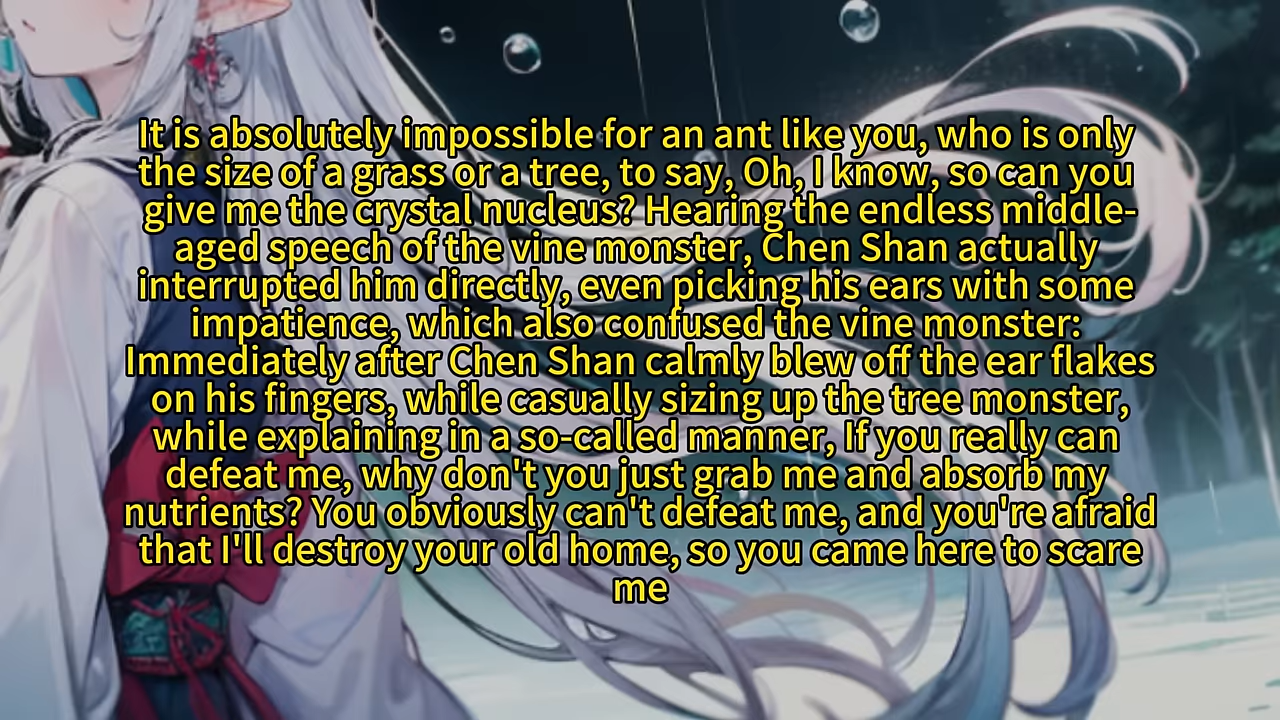 It is absolutely impossible for an ant like you, who is only
the size of a grass or a tree, to say, Oh, I know, so can you
give me the crystal nucleus? Hearing the endless middle-
aged speech of the vine monster, Chen Shan actually
interrupted him directly, even picking his ears with some
impatience, which also confused the vine monster:
Immediately after Chen Shan calmly blew off the ear flakes
on his fingers, while casually sizing up the tree monster,
while explaining in a so-called manner, If you really can
defeat me, why don't you just grab me and absorb my
nutrients? You obviously can't defeat me, and you're afraid
that I'll destroy your old home, so you came here to scare
me